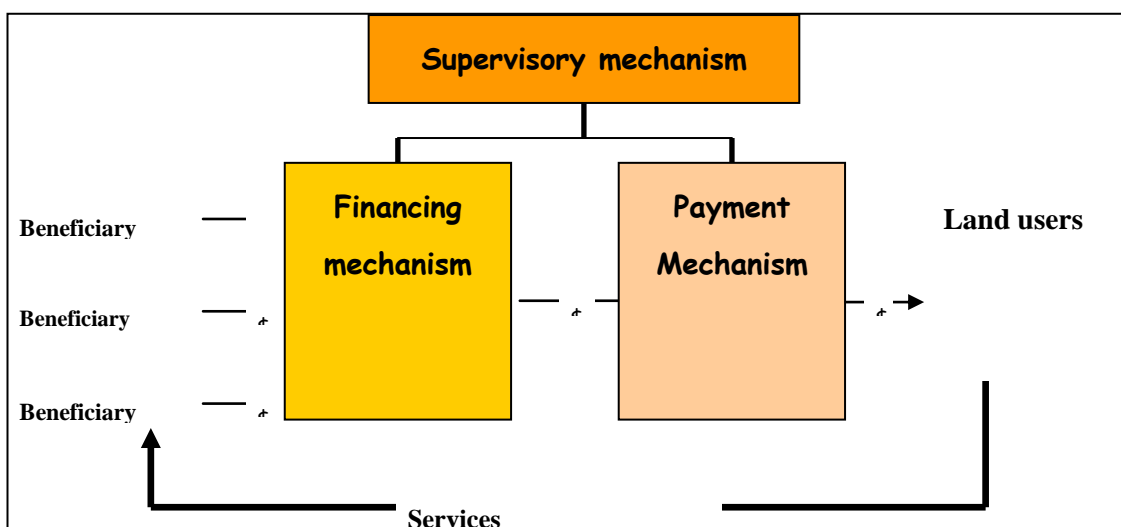 Supervisory mechanism
Financing
mechanism
Payment
Mechanism
Land users
Beneficiary
Beneficiary
Beneficiary
Services